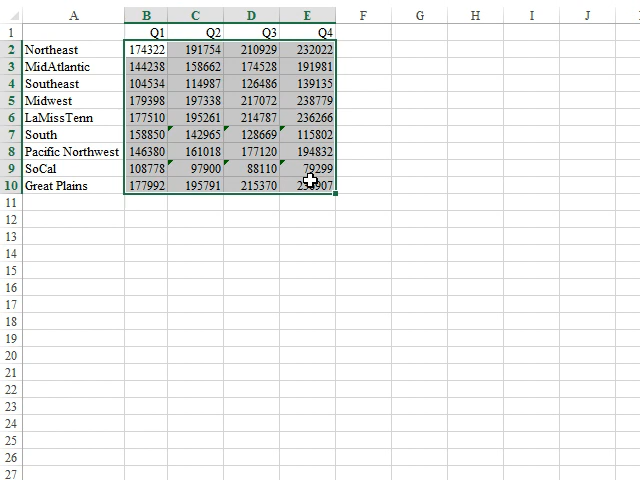 A B C D E F G H I J
1 Q1 Q2 Q3 Q4
2 Northeast 174322 191754 210929 232022
3 MidAtlantic 144238 158662 174528 191981
4 Southeast 104534 114987 126486 139135
5 Midwest 179398 197338 217072 238779
6 LaMissTenn 177510 195261 214787 236266
7 South 158850 142965 128669 115802
8 Pacific Northwest 146380 161018 177120 194832
9 SoCal 108778 97900 88110 79299
10 Great Plains 177992 195791 215370
11
12
13
14
15
16
17
18
19
20
21
22
23
24
25
26
27